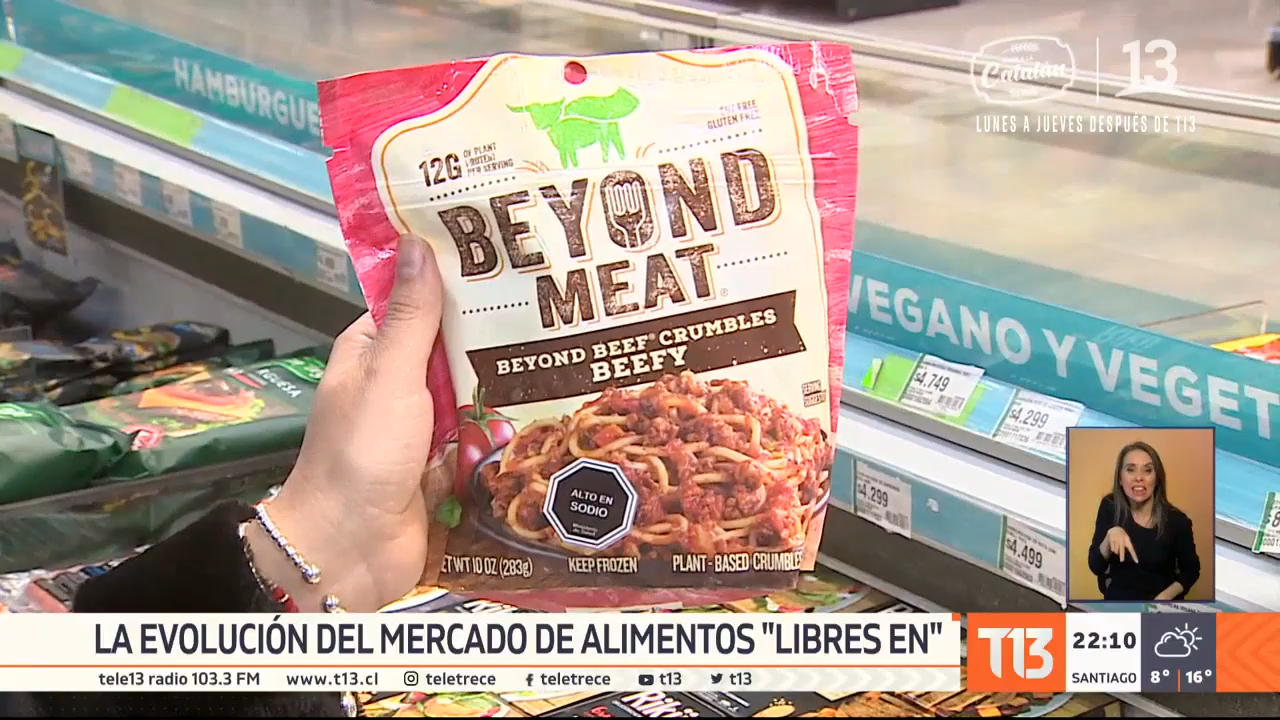 HAMBURGUE
Catalán
13
LUNES A JUEVES DESPUÉS DE T13
12G OF PLANT
PROTEIN
PER SERVING
GLUTEN FREE
BEYOND
MEAT®
BEYOND BEEF® CRUMBLES
BEEFY
SERVING
ALTO EN
SODIO
ET WT 10 OZ (283g)
KEEP FROZEN
PLANT-BASED CRUMBLES
VEGANO Y VEGET
$4.749
$4.299
$4.299
$4.499
LA EVOLUCIÓN DEL MERCADO DE ALIMENTOS "LIBRES EN"
tele13 radio 103.3 FM
www.t13.cl
teletrece
teletrece
t13
t13
T13
22:10
SANTIAGO
8° | 16°